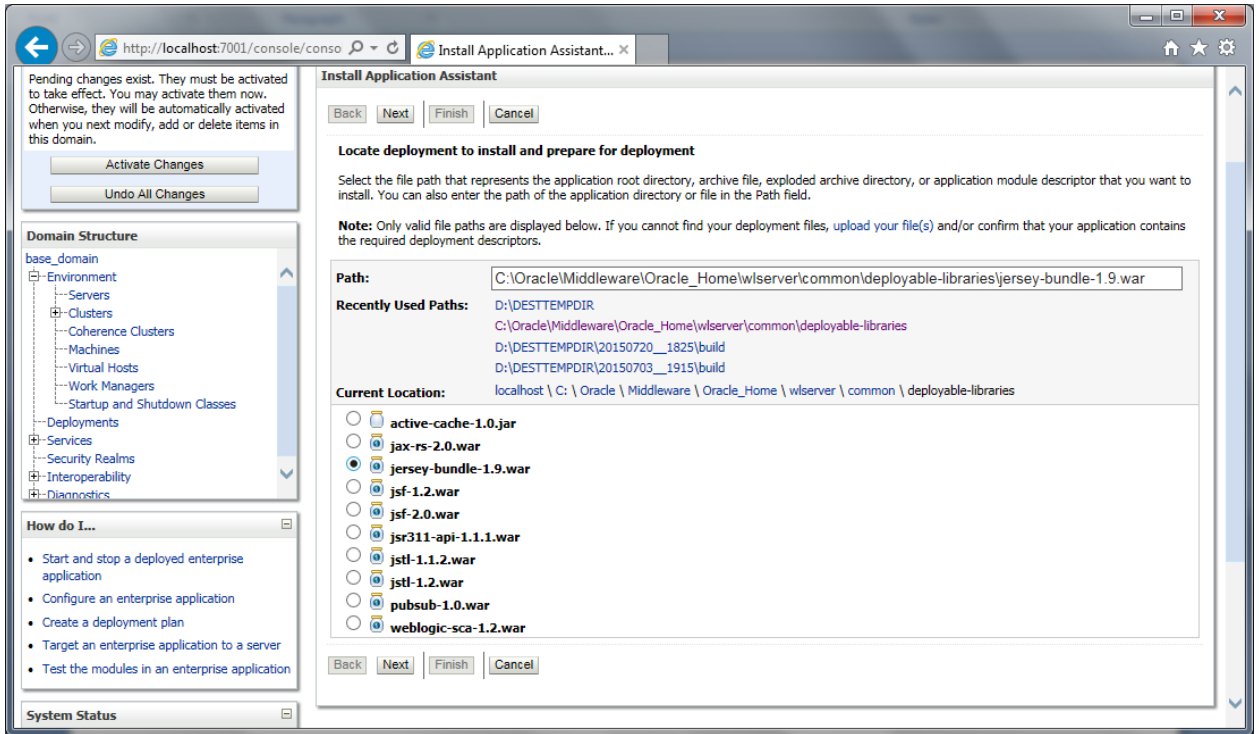 http://localhost:7001/console/conso
Install Application Assistant...
Pending changes exist. They must be activated
to take effect. You may activate them now.
Otherwise, they will be automatically activated
when you next modify, add or delete items in
this domain.
Activate Changes
Undo All Changes
Domain Structure
base_domain
Environment
Servers
Clusters
Coherence Clusters
Machines
Virtual Hosts
Work Managers
Startup and Shutdown Classes
Deployments
Services
Security Realms
Interoperability
Diagnostics
How do I...
Start and stop a deployed enterprise
application
Configure an enterprise application
Create a deployment plan
Target an enterprise application to a server
Test the modules in an enterprise application
System Status
Install Application Assistant
Back Next Finish Cancel
Locate deployment to install and prepare for deployment
Select the file path that represents the application root directory, archive file, exploded archive directory, or application module descriptor that you want to
install. You can also enter the path of the application directory or file in the Path field.
Note: Only valid file paths are displayed below. If you cannot find your deployment files, upload your file(s) and/or confirm that your application contains
the required deployment descriptors.
Path: C:\Oracle\Middleware\Oracle_Home\wlserver\common\deployable-libraries\jersey-bundle-1.9.war
Recently Used Paths: D:\DESTTEMPDIR
C:\Oracle\Middleware\Oracle_Home\wlserver\common\deployable-libraries
D:\DESTTEMPDIR\20150720__1825\build
D:\DESTTEMPDIR\20150703__1915\build
Current Location: localhost \ C: \ Oracle \ Middleware \ Oracle_Home \ wlserver \ common \ deployable-libraries
active-cache-1.0.jar
jax-rs-2.0.war
jersey-bundle-1.9.war
jsf-1.2.war
jsf-2.0.war
jsr311-api-1.1.1.war
jstl-1.1.2.war
jstl-1.2.war
pubsub-1.0.war
weblogic-sca-1.2.war
Back Next Finish Cancel